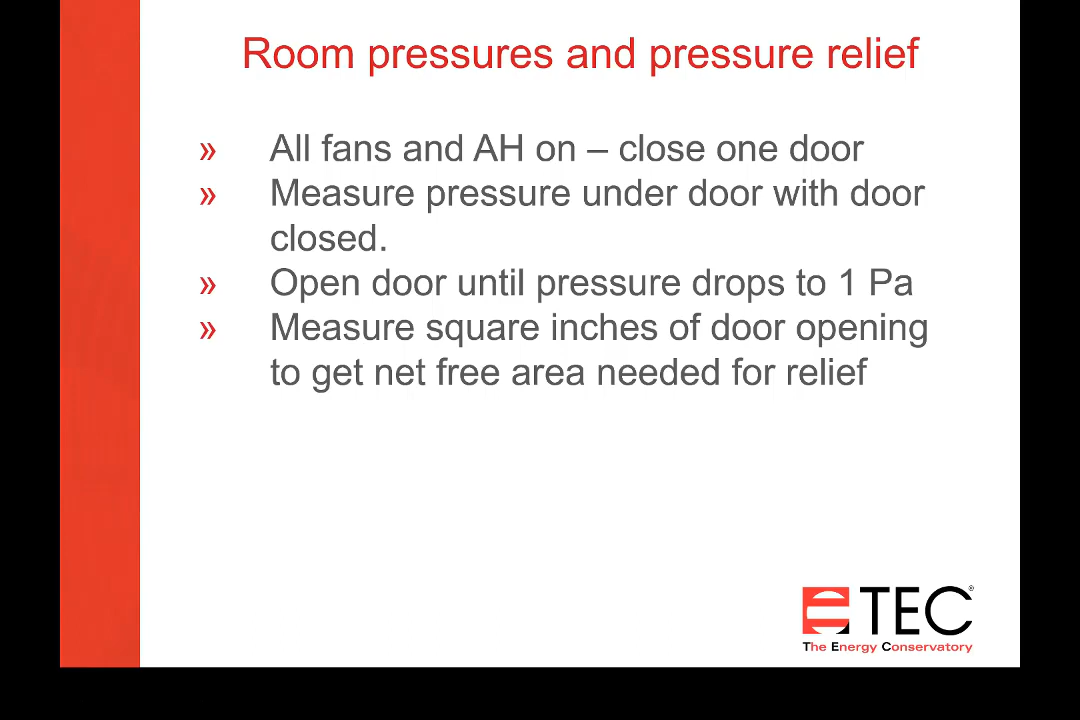 Room pressures and pressure relief
» All fans and AH on – close one door
» Measure pressure under door with door
closed.
» Open door until pressure drops to 1 Pa
» Measure square inches of door opening
to get net free area needed for relief
TEC®
The Energy Conservatory